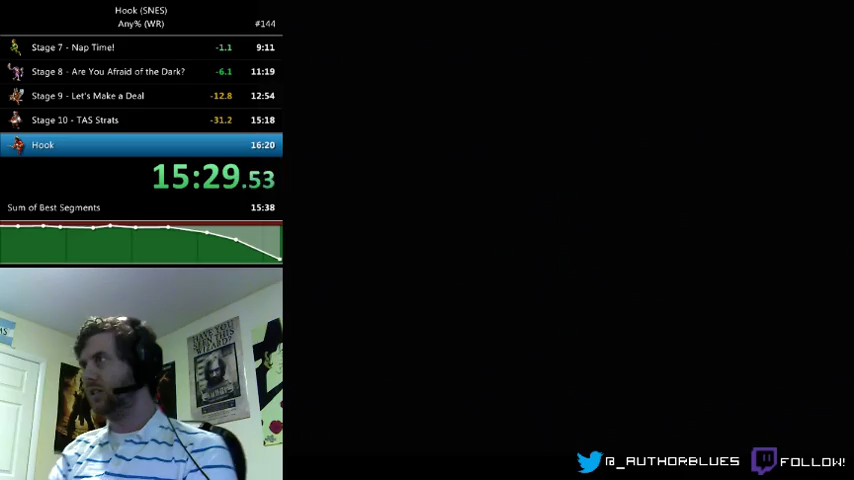 Hook (SNES)
Any% (WR) #144
Stage 7 - Nap Time! -1.1 9:11
Stage 8 - Are You Afraid of the Dark? -6.1 11:19
Stage 9 - Let's Make a Deal -12.8 12:54
Stage 10 - TAS Strats -31.2 15:18
Hook 16:20
15:29.53
Sum of Best Segments 15:38
HAVE YOU
SEEN THIS
WIZARD?
@_AUTHORBLUES FOLLOW!